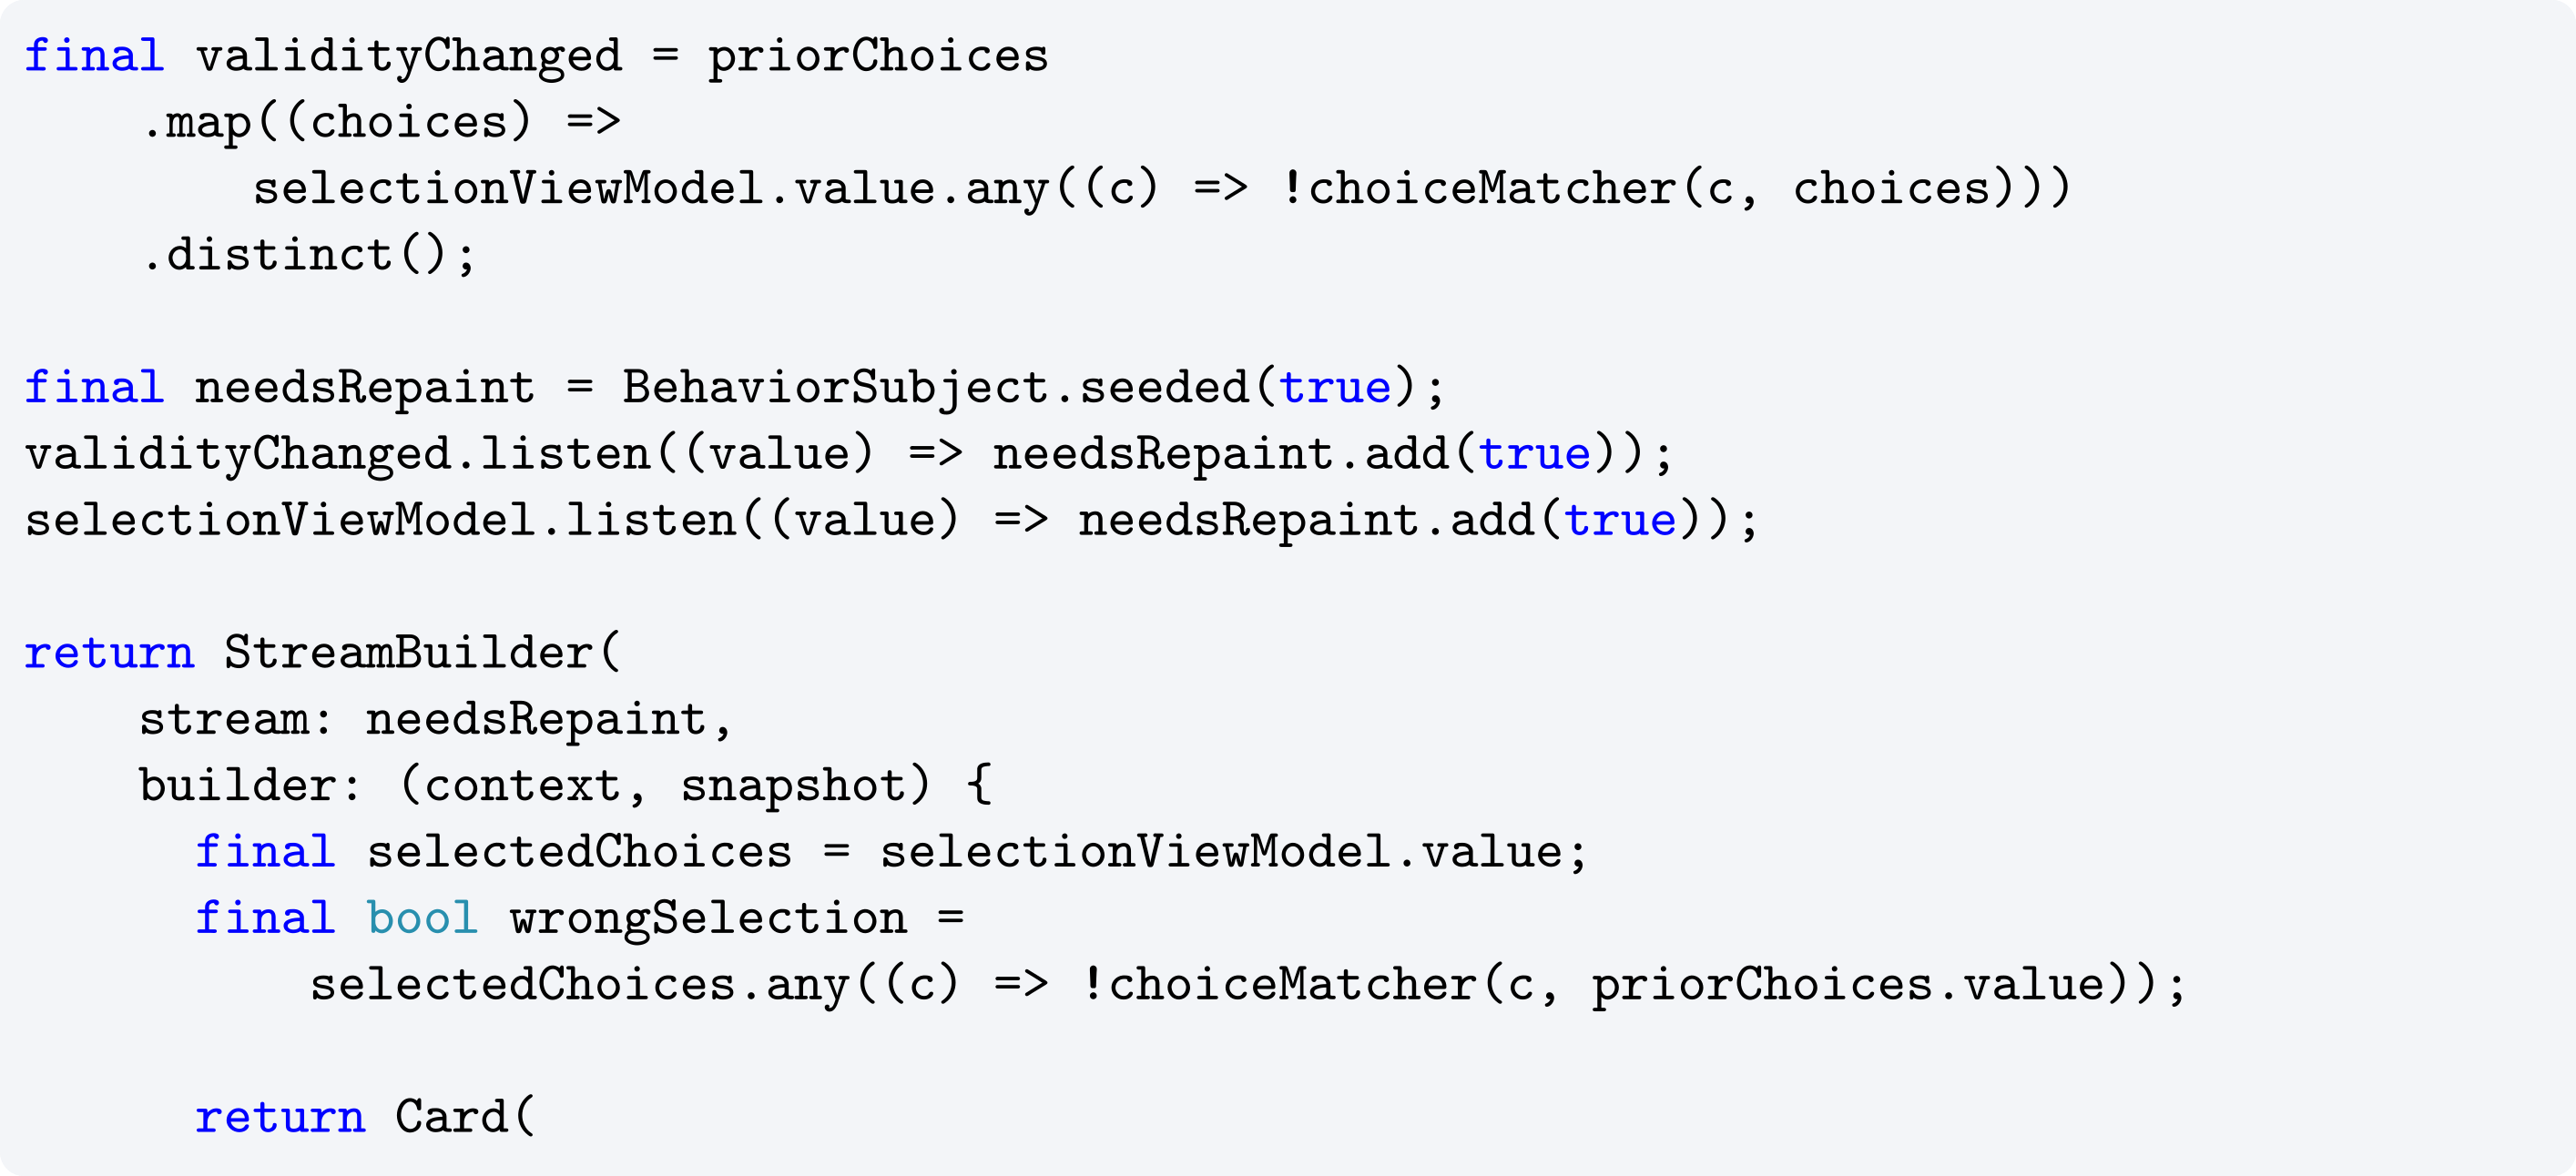 final validityChanged = priorChoices
    .map((choices) =>
        selectionViewModel.value.any((c) => !choiceMatcher(c, choices)))
    .distinct();

final needsRepaint = BehaviorSubject.seeded(true);
validityChanged.listen((value) => needsRepaint.add(true));
selectionViewModel.listen((value) => needsRepaint.add(true));

return StreamBuilder(
    stream: needsRepaint,
    builder: (context, snapshot) {
      final selectedChoices = selectionViewModel.value;
      final bool wrongSelection =
          selectedChoices.any((c) => !choiceMatcher(c, priorChoices.value));

      return Card(